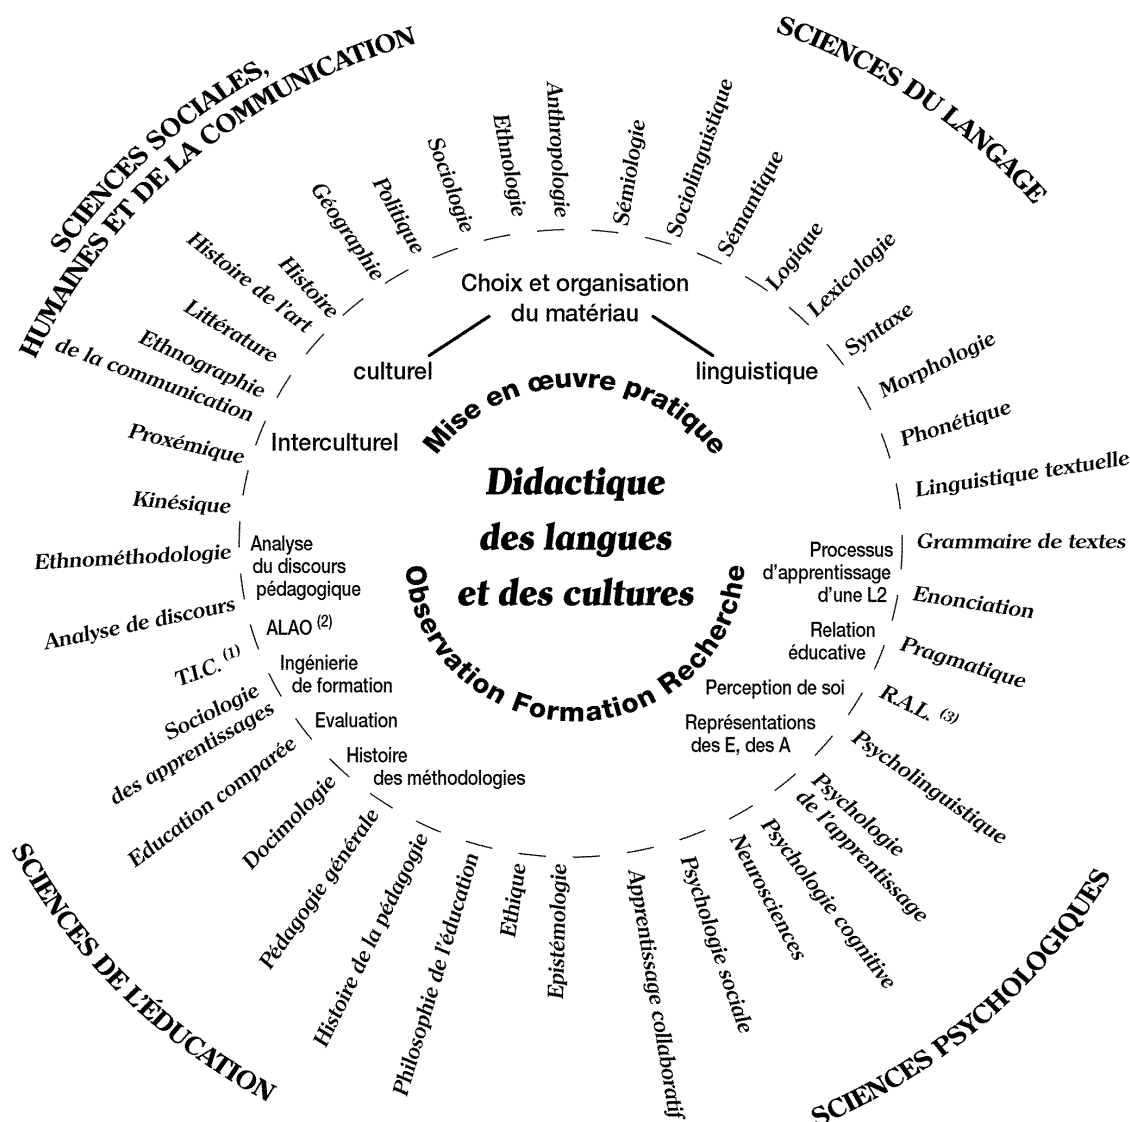 SCIENCES SOCIALES,
HUMAINES ET DE LA COMMUNICATION
SCIENCES DU LANGAGE
Ethnométhodologie
Kinésique
Proxémique
Ethnographie
de la communication
Littérature
Histoire de l'art
Histoire
Géographie
Politique
Sociologie
Ethnologie
Anthropologie
Sémiologie
Sociolinguistique
Sémantique
Logique
Lexicologie
Syntaxe
Morphologie
Phonétique
Linguistique textuelle
Grammaire de textes
Enonciation
Pragmatique
R.A.L. (3)
Psycholinguistique
Psychologie
de l'apprentissage
Psychologie cognitive
Neurosciences
Psychologie sociale
Apprentissage collaboratif
Epistémologie
Ethique
Philosophie de l'éducation
Histoire de la pédagogie
Pédagogie générale
Docimologie
Education comparée
Sociologie
des apprentissages
T.I.C. (1)
Analyse de discours
Choix et organisation
du matériau
culturel
linguistique
Interculturel
Mise en œuvre pratique
Didactique
des langues
et des cultures
Observation Formation Recherche
Analyse
du discours
pédagogique
ALAO (2)
Ingénierie
de formation
Evaluation
Histoire
des méthodologies
Processus
d'apprentissage
d'une L2
Relation
éducative
Perception de soi
Représentations
des E, des A
SCIENCES DE L'ÉDUCATION
SCIENCES PSYCHOLOGIQUES